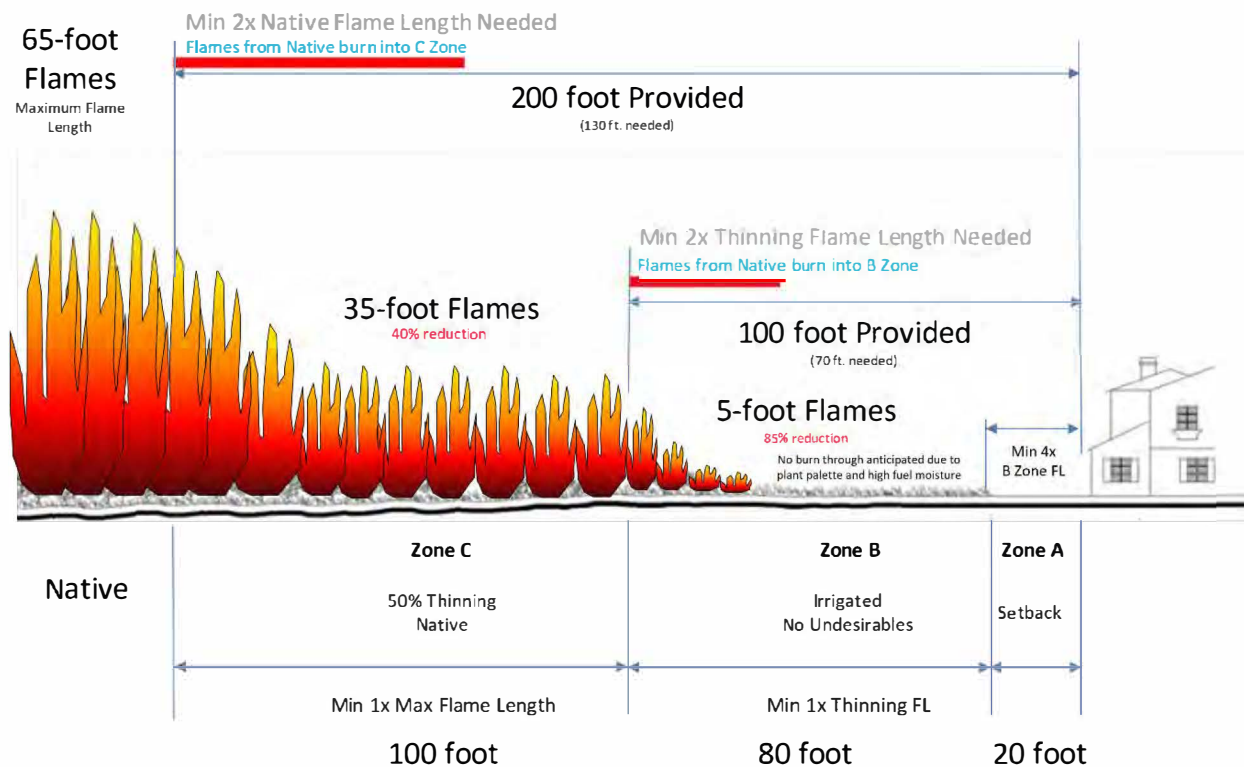 65-foot
Flames
Maximum Flame
Length
Min 2x Native Flame Length Needed
Flames from Native burn into C Zone
200 foot Provided
(130 ft. needed)
Min 2x Thinning Flame Length Needed
Flames from Native burn into B Zone
35-foot Flames
40% reduction
100 foot Provided
(70 ft. needed)
5-foot Flames
85% reduction
No burn through anticipated due to
plant palette and high fuel moisture
Min 4x
B Zone FL
Native
Zone C
50% Thinning
Native
Zone B
Irrigated
No Undesirables
Zone A
Setback
Min 1x Max Flame Length
Min 1x Thinning FL
100 foot
80 foot
20 foot